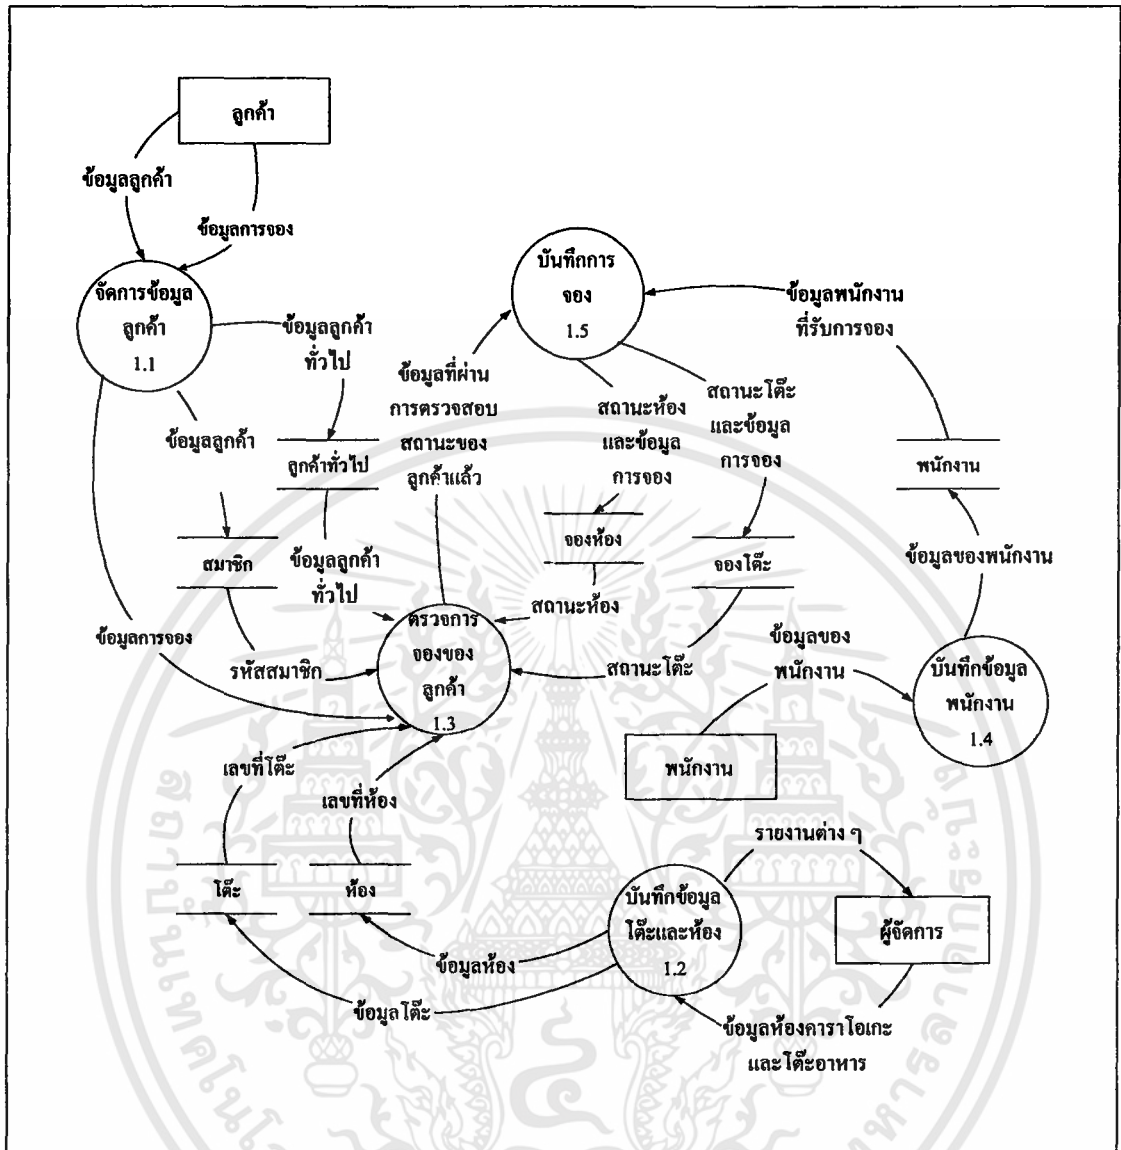 ลูกค้า
ข้อมูลลูกค้า
ข้อมูลการจอง
จัดการข้อมูล
ลูกค้า
1.1
ข้อมูลลูกค้า
ทั่วไป
ข้อมูลลูกค้า
ลูกค้าทั่วไป
สมาชิก
ข้อมูลลูกค้า
ทั่วไป
ข้อมูลการจอง
รหัสสมาชิก
ข้อมูลที่ผ่าน
การตรวจสอบ
สถานะของ
ลูกค้าแล้ว
บันทึกการ
จอง
1.5
ข้อมูลพนักงาน
ที่รับการจอง
สถานะห้อง
และข้อมูล
การจอง
สถานะโต๊ะ
และข้อมูล
การจอง
พนักงาน
จองห้อง
จองโต๊ะ
ข้อมูลของพนักงาน
สถานะห้อง
ตรวจการ
จองของ
ลูกค้า
1.3
สถานะโต๊ะ
ข้อมูลของ
พนักงาน
บันทึกข้อมูล
พนักงาน
1.4
พนักงาน
เลขที่โต๊ะ
เลขที่ห้อง
โต๊ะ
ห้อง
รายงานต่าง ๆ
บันทึกข้อมูล
โต๊ะและห้อง
1.2
ผู้จัดการ
ข้อมูลห้อง
ข้อมูลโต๊ะ
ข้อมูลห้องคาราโอเกะ
และโต๊ะอาหาร